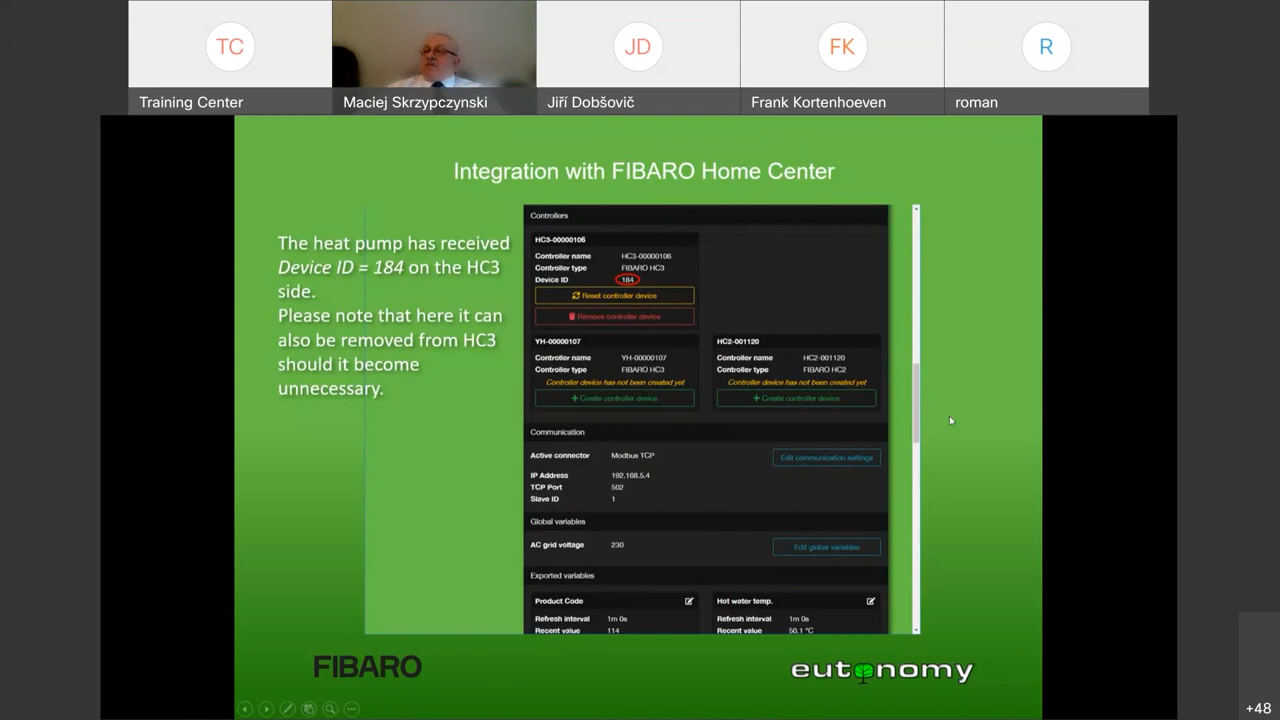 TC
JD
FK
R
Training Center
Maciej Skrzypczynski
Jiří Dobšovič
Frank Kortenhoeven
roman
Integration with FIBARO Home Center
The heat pump has received
Device ID = 184 on the HC3
side.
Please note that here it can
also be removed from HC3
should it become
unnecessary.
Controllers
HC3-00000106
Controller name HC3-00000106
Controller type FIBARO HC3
Device ID 184
Reset controller device
Remove controller device
YH-00000107
Controller name YH-00000107
Controller type FIBARO HC3
Controller device has not been created yet
+ Create controller device
HC2-001120
Controller name HC2-001120
Controller type FIBARO HC2
Controller device has not been created yet
+ Create controller device
Communication
Active connector Modbus TCP
Edit communication settings
IP Address 192.168.5.4
TCP Port 502
Slave ID 1
Global variables
AC grid voltage 230
Edit global variables
Exported variables
Product Code
Refresh interval 1m 0s
Recent value 114
Hot water temp.
Refresh interval 1m 0s
Recent value 50.1 °C
FIBARO
eutonomy
+48